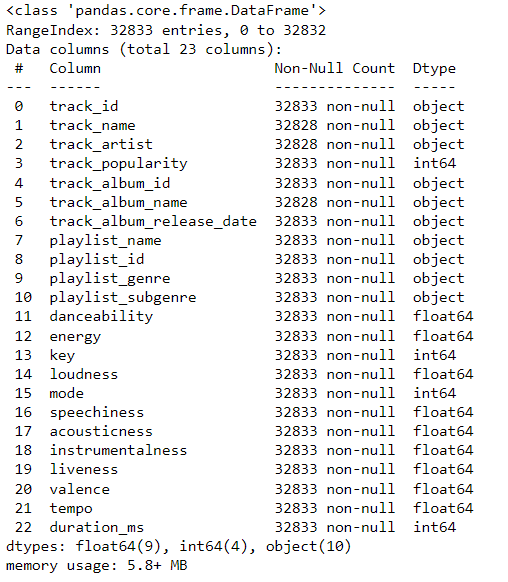 <class 'pandas.core.frame.DataFrame'>
RangeIndex: 32833 entries, 0 to 32832
Data columns (total 23 columns):
 #   Column                    Non-Null Count  Dtype
---  ------                    --------------  -----
 0   track_id                  32833 non-null  object
 1   track_name                32828 non-null  object
 2   track_artist              32828 non-null  object
 3   track_popularity          32833 non-null  int64
 4   track_album_id            32833 non-null  object
 5   track_album_name          32828 non-null  object
 6   track_album_release_date  32833 non-null  object
 7   playlist_name             32833 non-null  object
 8   playlist_id               32833 non-null  object
 9   playlist_genre            32833 non-null  object
 10  playlist_subgenre         32833 non-null  object
 11  danceability              32833 non-null  float64
 12  energy                    32833 non-null  float64
 13  key                       32833 non-null  int64
 14  loudness                  32833 non-null  float64
 15  mode                      32833 non-null  int64
 16  speechiness               32833 non-null  float64
 17  acousticness              32833 non-null  float64
 18  instrumentalness          32833 non-null  float64
 19  liveness                  32833 non-null  float64
 20  valence                   32833 non-null  float64
 21  tempo                     32833 non-null  float64
 22  duration_ms               32833 non-null  int64
dtypes: float64(9), int64(4), object(10)
memory usage: 5.8+ MB